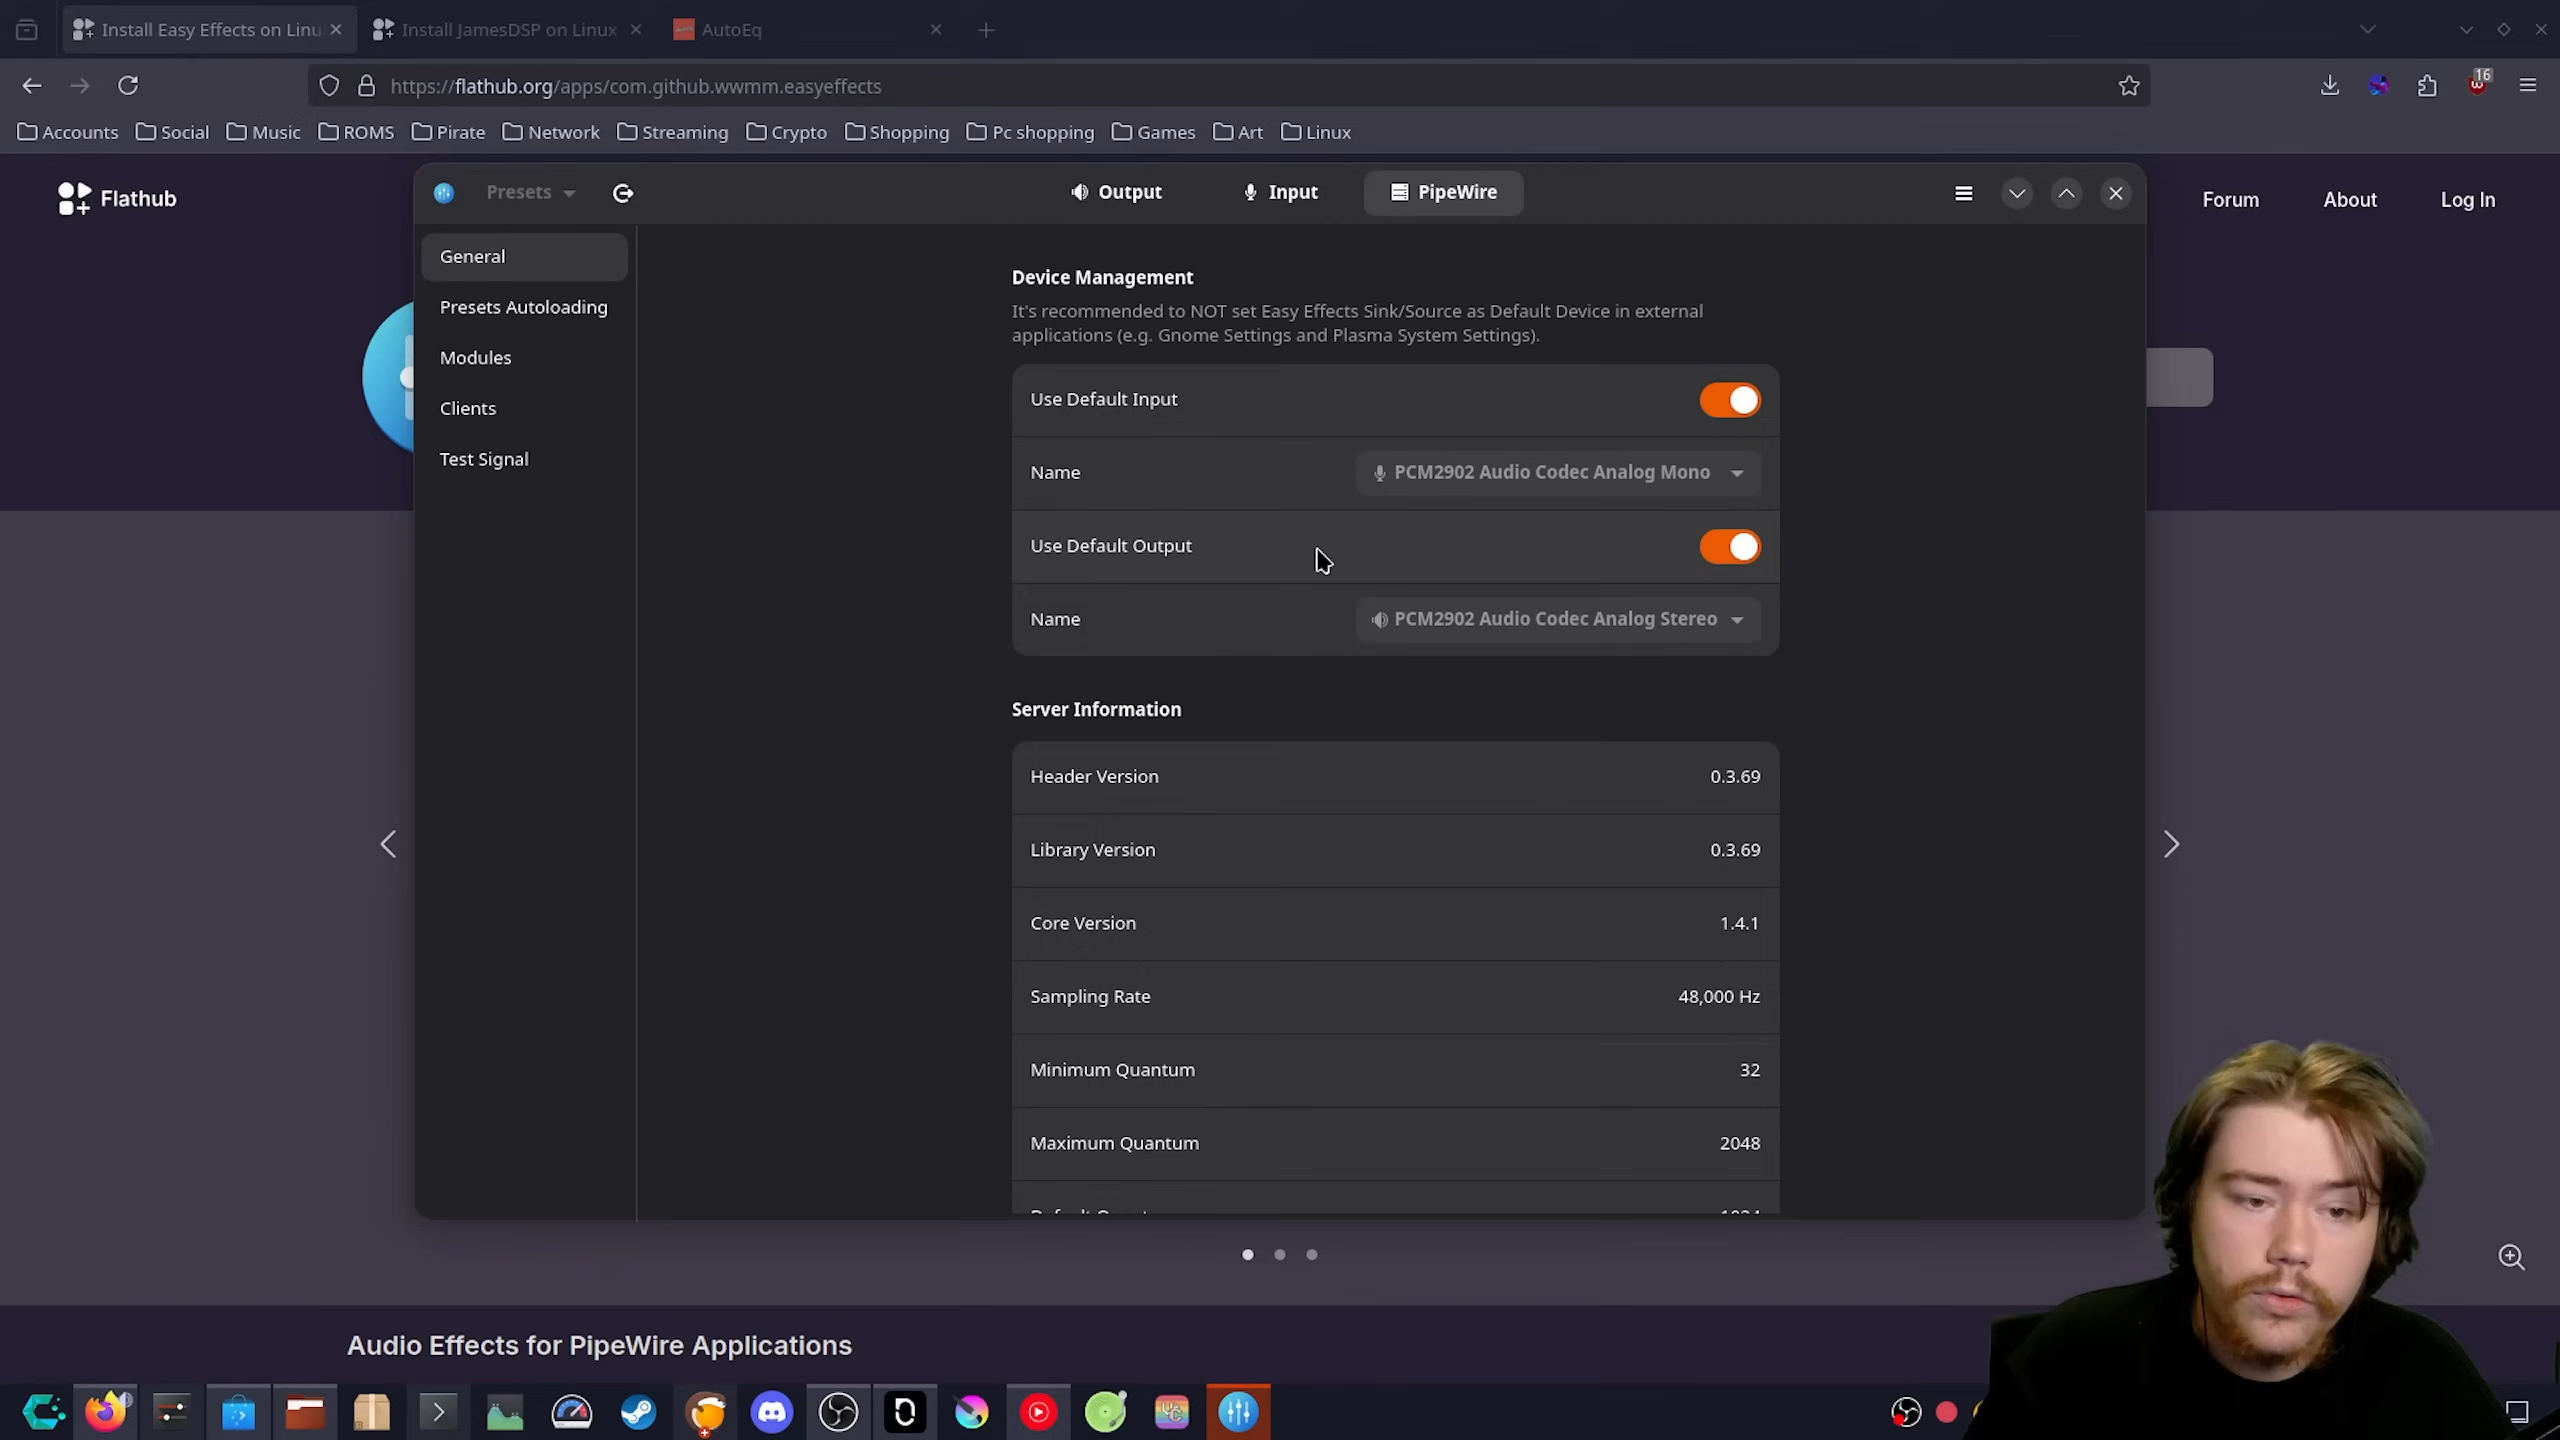 Install Easy Effects on Linu
Install JamesDSP on Linux
AutoEq
https://flathub.org/apps/com.github.wwmm.easyeffects
16
Accounts
Social
Music
ROMS
Pirate
Network
Streaming
Crypto
Shopping
Pc shopping
Games
Art
Linux
Flathub
Forum
About
Log In
Presets
Output
Input
PipeWire
General
Presets Autoloading
Modules
Clients
Test Signal
Device Management
It's recommended to NOT set Easy Effects Sink/Source as Default Device in external
applications (e.g. Gnome Settings and Plasma System Settings).
Use Default Input
Name
PCM2902 Audio Codec Analog Mono
Use Default Output
Name
PCM2902 Audio Codec Analog Stereo
Server Information
Header Version
0.3.69
Library Version
0.3.69
Core Version
1.4.1
Sampling Rate
48,000 Hz
Minimum Quantum
32
Maximum Quantum
2048
Audio Effects for PipeWire Applications